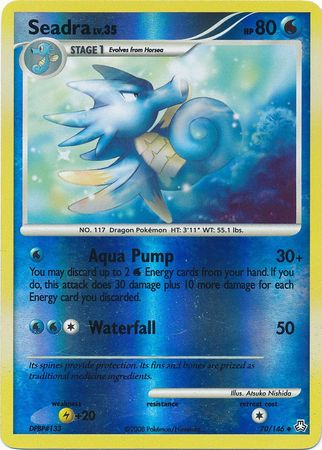 Seadra LV.35
HP 80
STAGE 1 Evolves from Horsea
NO. 117 Dragon Pokémon HT: 3'11" WT: 55.1 lbs.
Aqua Pump 30+
You may discard up to 2 Energy cards from your hand. If you
do, this attack does 30 damage plus 10 more damage for each
Energy card you discarded.
Waterfall 50
Its spines provide protection. Its fins and bones are prized as
traditional medicine ingredients.
Illus. Atsuko Nishida
weakness resistance retreat cost
+20
DPBP#133 ©2008 Pokémon/Nintendo 70/146